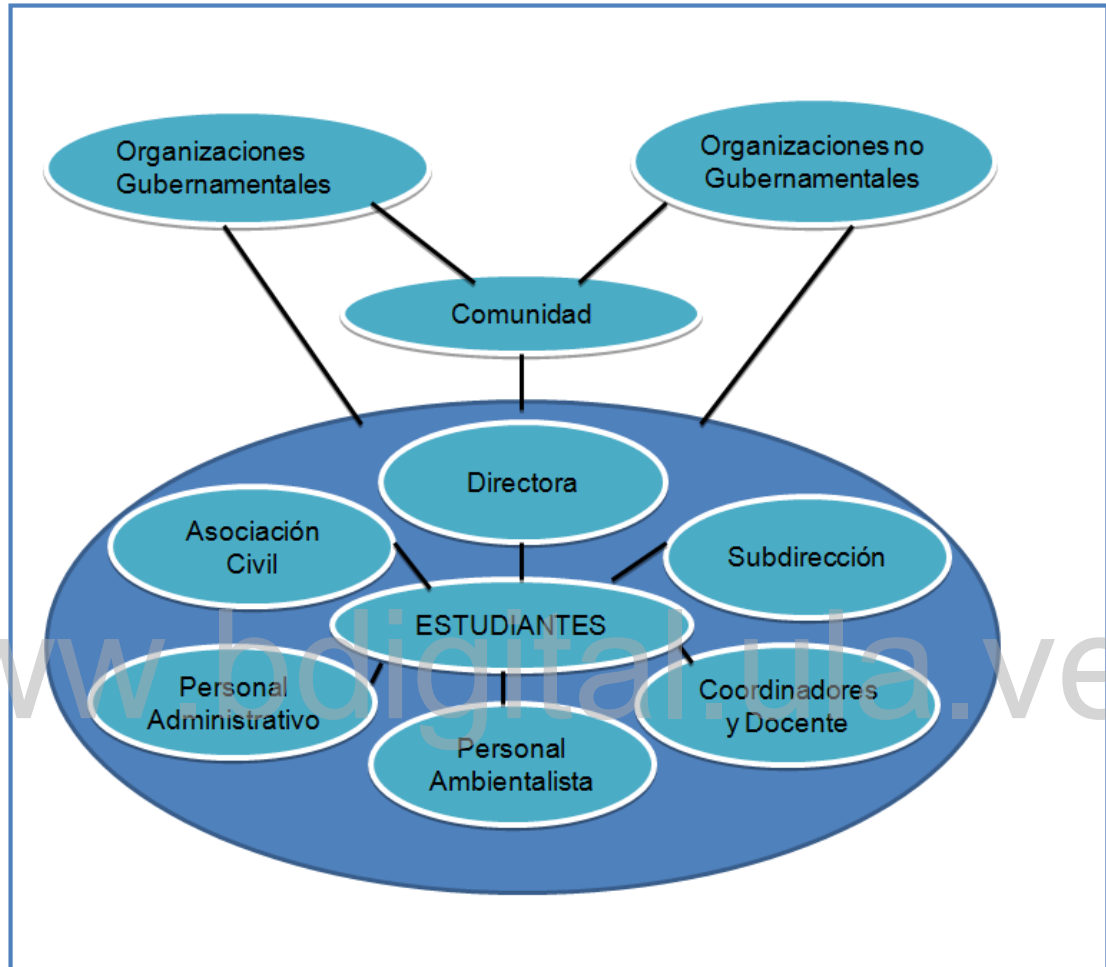 Organizaciones
Gubernamentales
Organizaciones no
Gubernamentales
Comunidad
Directora
Asociación
Civil
Subdirección
ESTUDIANTES
www.bdigital.ula.ve
Personal
Administrativo
Coordinadores
y Docente
Personal
Ambientalista